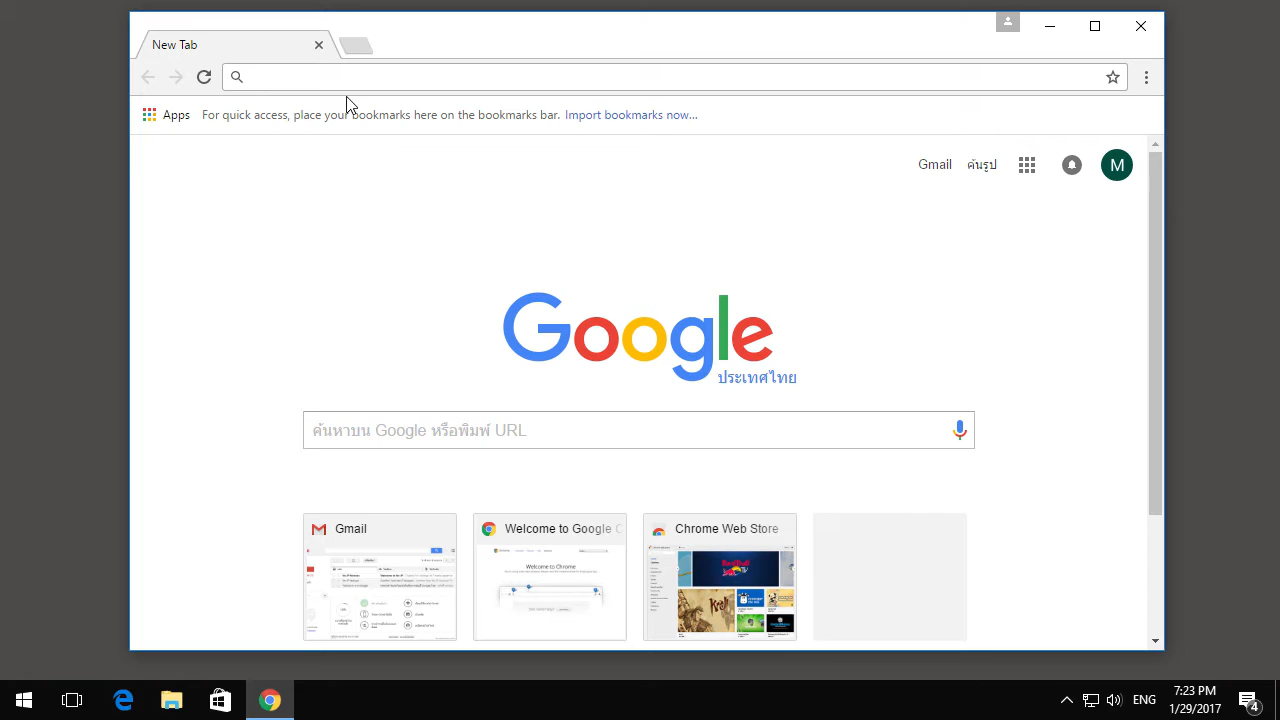 New Tab
Apps For quick access, place your bookmarks here on the bookmarks bar. Import bookmarks now...
Gmail ค้นรูป M
Google
ประเทศไทย
ค้นหาบน Google หรือพิมพ์ URL
Gmail Welcome to Google Chrome Web Store
Welcome to Chrome
ENG 7:23 PM
1/29/2017 4